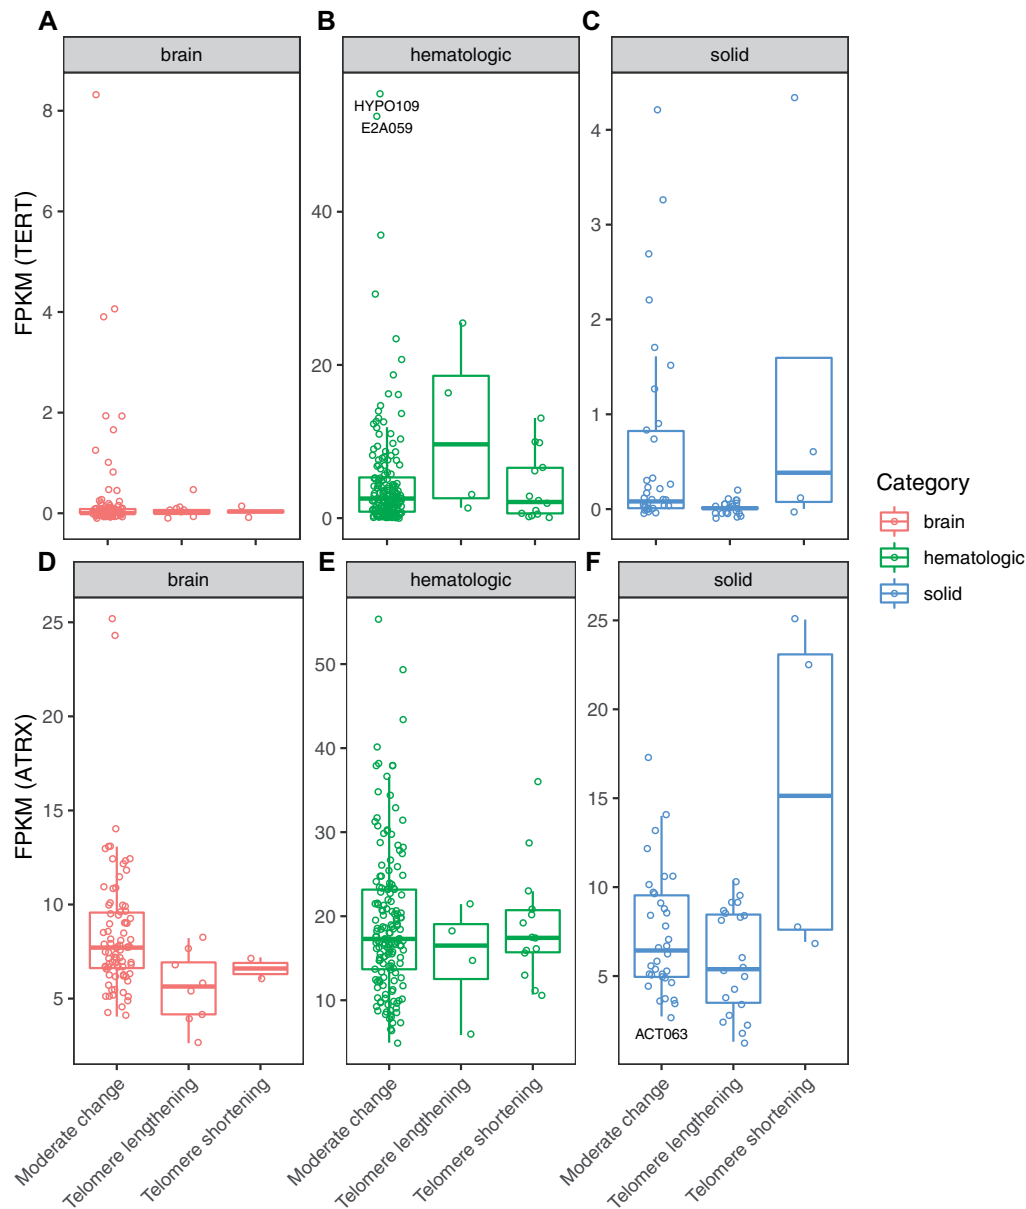 A
B
C
brain
hematologic
solid
FPKM (TERT)
8
6
4
2
0
HYPO109
E2A059
40
20
0
4
3
2
1
0
Category
brain
hematologic
solid
D
E
F
brain
hematologic
solid
FPKM (ATRX)
25
20
15
10
5
50
40
30
20
10
25
20
15
10
5
ACT063
Moderate change
Telomere lengthening
Telomere shortening
Moderate change
Telomere lengthening
Telomere shortening
Moderate change
Telomere lengthening
Telomere shortening